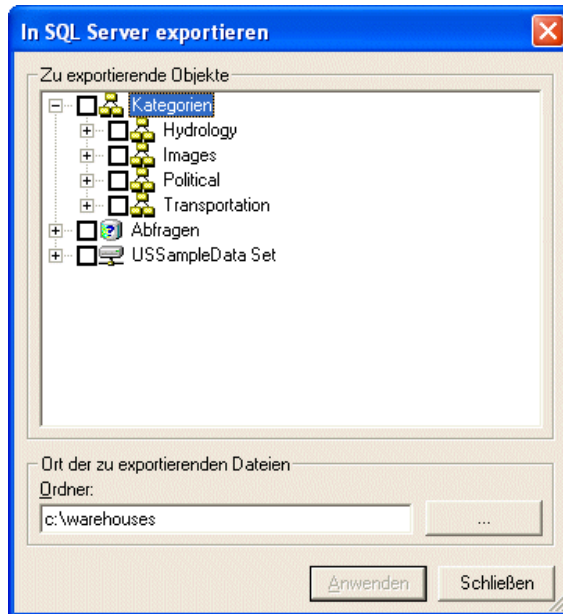 In SQL Server exportieren
Zu exportierende Objekte
Kategorien
Hydrology
Images
Political
Transportation
Abfragen
USSampleData Set
Ort der zu exportierenden Dateien
Ordner:
c:\warehouses
...
Anwenden
Schließen